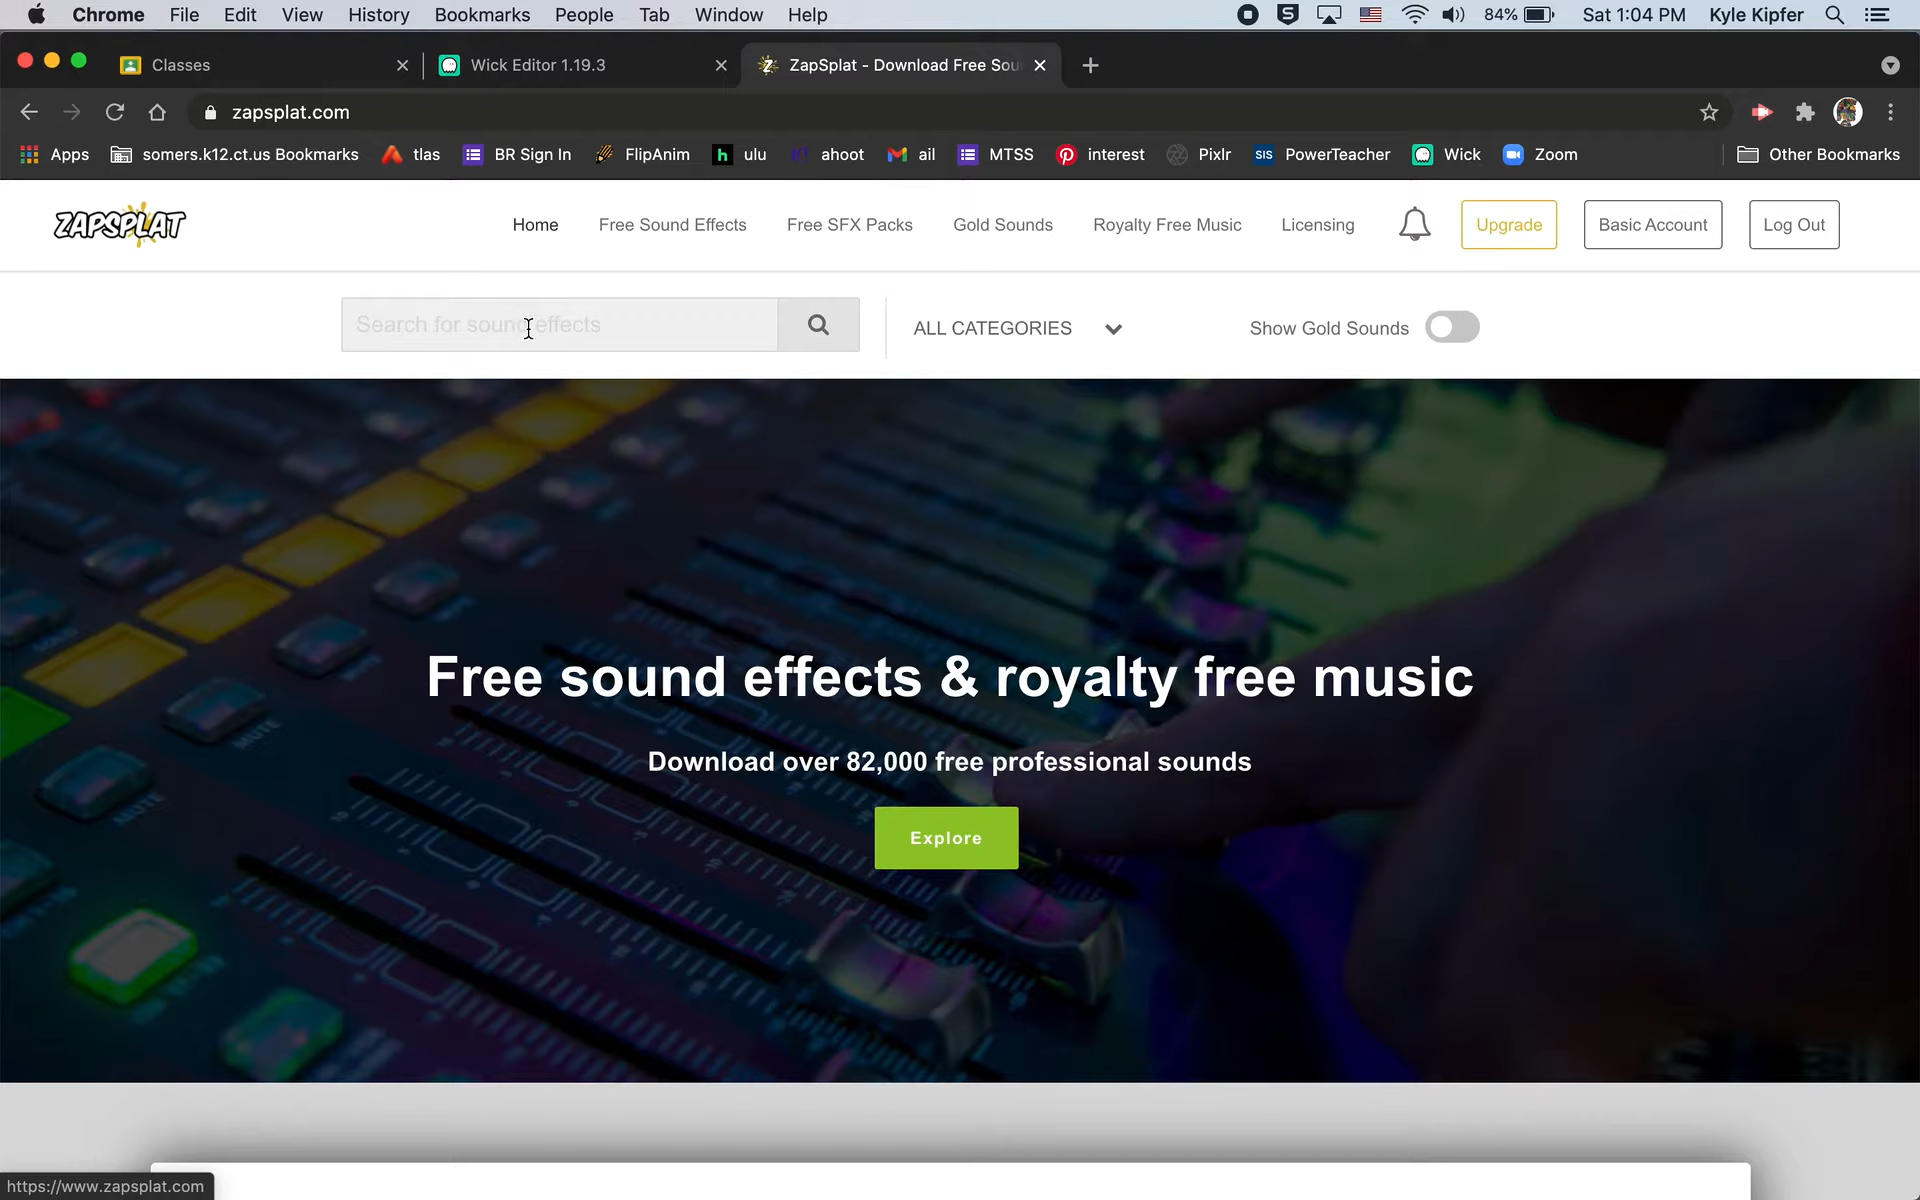 Chrome File Edit View History Bookmarks People Tab Window Help 84% Sat 1:04 PM Kyle Kipfer
Classes Wick Editor 1.19.3 ZapSplat - Download Free Sou
zapsplat.com
Apps somers.k12.ct.us Bookmarks tlas BR Sign In FlipAnim ulu ahoot ail MTSS interest Pixlr SIS PowerTeacher Wick Zoom Other Bookmarks
ZAPSPLAT Home Free Sound Effects Free SFX Packs Gold Sounds Royalty Free Music Licensing Upgrade Basic Account Log Out
Search for sound effects ALL CATEGORIES Show Gold Sounds
MUTE
MUTE
Free sound effects & royalty free music
Download over 82,000 free professional sounds
Explore
https://www.zapsplat.com